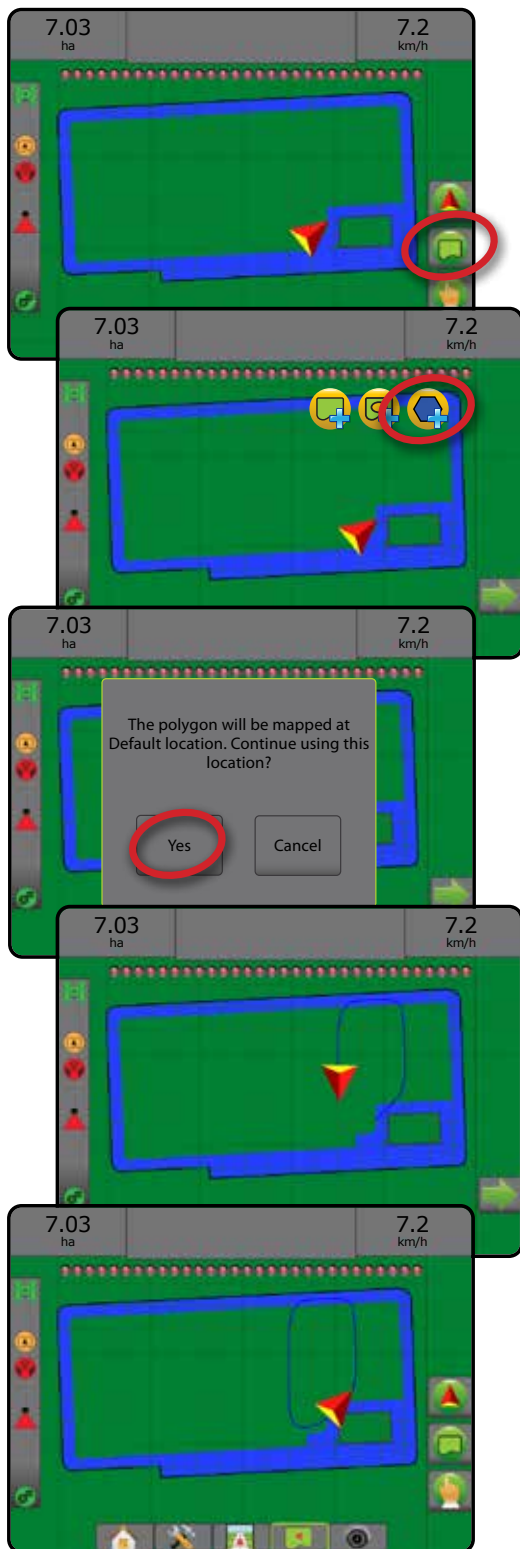 7.03 7.2
ha km/h
7.03 7.2
ha km/h
7.03 7.2
ha km/h
The polygon will be mapped at
Default location. Continue using this
location?
Yes Cancel
7.03 7.2
ha km/h
7.03 7.2
ha km/h